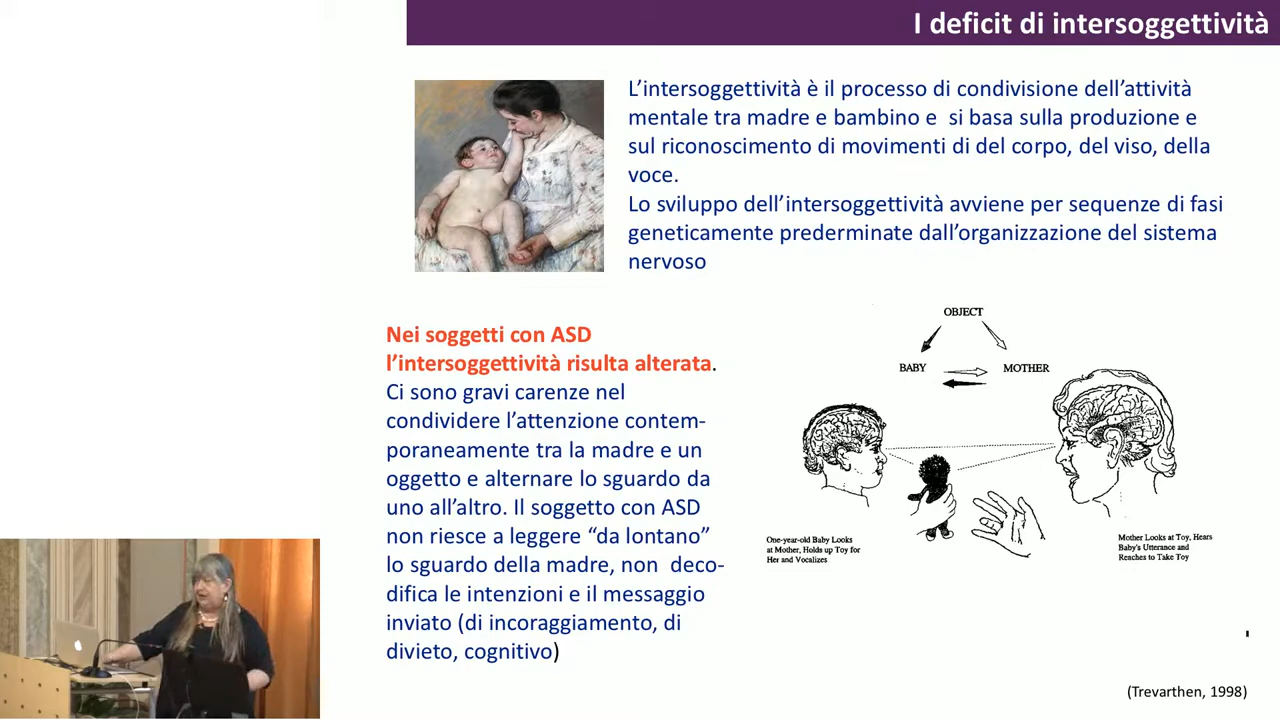 I deficit di intersoggettività
L’intersoggettività è il processo di condivisione dell’attività
mentale tra madre e bambino e  si basa sulla produzione e
sul riconoscimento di movimenti di del corpo, del viso, della
voce.
Lo sviluppo dell’intersoggettività avviene per sequenze di fasi
geneticamente prederminate dall’organizzazione del sistema
nervoso
Nei soggetti con ASD
l’intersoggettività risulta alterata.
Ci sono gravi carenze nel
condividere l’attenzione contem-
poraneamente tra la madre e un
oggetto e alternare lo sguardo da
uno all’altro. Il soggetto con ASD
non riesce a leggere “da lontano”
lo sguardo della madre, non  deco-
difica le intenzioni e il messaggio
inviato (di incoraggiamento, di
divieto, cognitivo)
OBJECT
BABY
MOTHER
One-year-old Baby Looks
at Mother, Holds up Toy for
Her and Vocalizes
Mother Looks at Toy, Hears
Baby's Utterance and
Reaches to Take Toy
(Trevarthen, 1998)